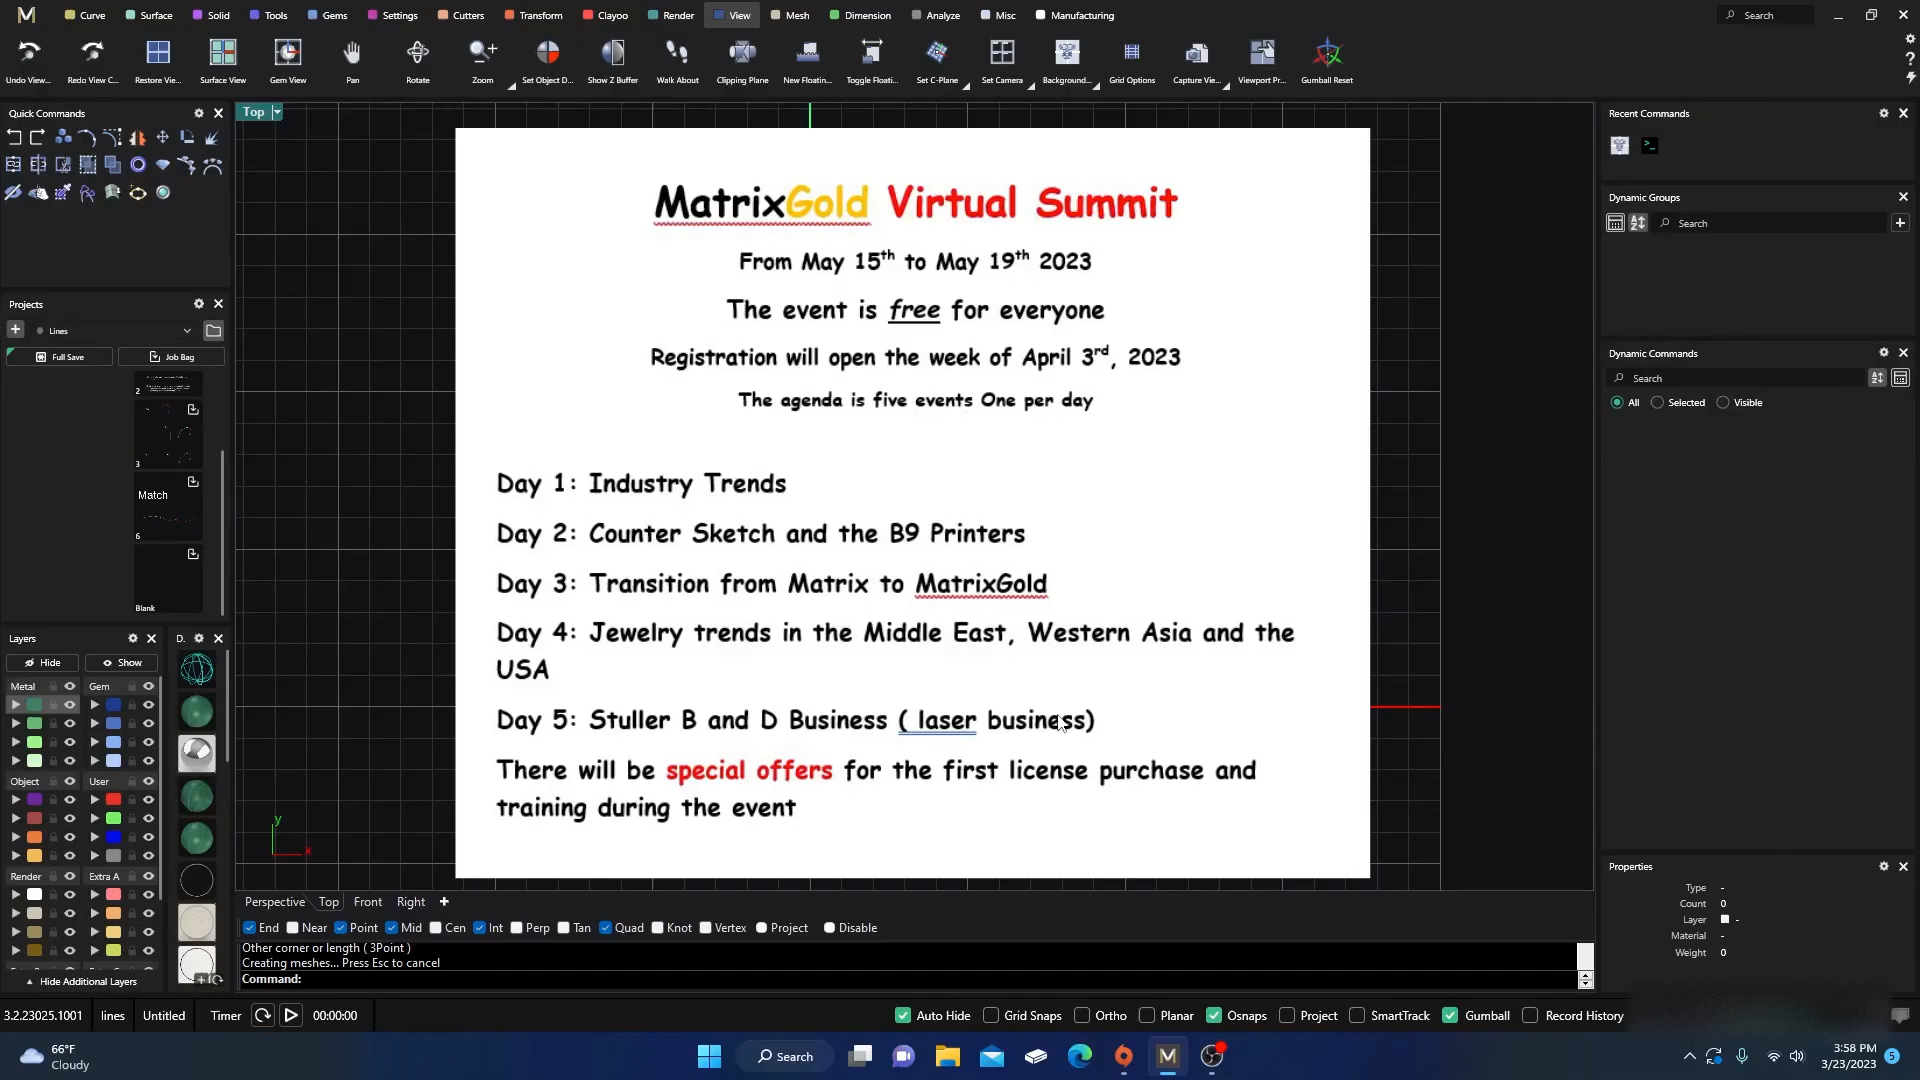 Curve Surface Solid Tools Gems Settings Cutters Transform Clayoo Render View Mesh Dimension Analyze Misc Manufacturing Search
Undo View... Redo View C... Restore Vie... Surface View Gem View Pan Rotate Zoom Set Object D... Show Z Buffer Walk About Clipping Plane New Floatin... Toggle Floati... Set C-Plane Set Camera Background... Grid Options Capture Vie... Viewport Pr... Gumball Reset
Quick Commands
Projects
Lines
Full Save Job Bag
2
3
Match
6
Blank
Layers D.
Hide Show
Metal Gem
Object User
Render Extra A
Hide Additional Layers
Top
MatrixGold Virtual Summit
From May 15th to May 19th 2023
The event is free for everyone
Registration will open the week of April 3rd, 2023
The agenda is five events One per day
Day 1: Industry Trends
Day 2: Counter Sketch and the B9 Printers
Day 3: Transition from Matrix to MatrixGold
Day 4: Jewelry trends in the Middle East, Western Asia and the
USA
Day 5: Stuller B and D Business ( laser business)
There will be special offers for the first license purchase and
training during the event
y
x
Perspective Top Front Right
End Near Point Mid Cen Int Perp Tan Quad Knot Vertex Project Disable
Other corner or length ( 3Point )
Creating meshes... Press Esc to cancel
Command:
Recent Commands
Dynamic Groups
Search
Dynamic Commands
Search
All Selected Visible
Properties
Type -
Count 0
Layer -
Material -
Weight 0
3.2.23025.1001 lines Untitled Timer 00:00:00 Auto Hide Grid Snaps Ortho Planar Osnaps Project SmartTrack Gumball Record History
66°F
Cloudy
Search
3:58 PM
3/23/2023
5